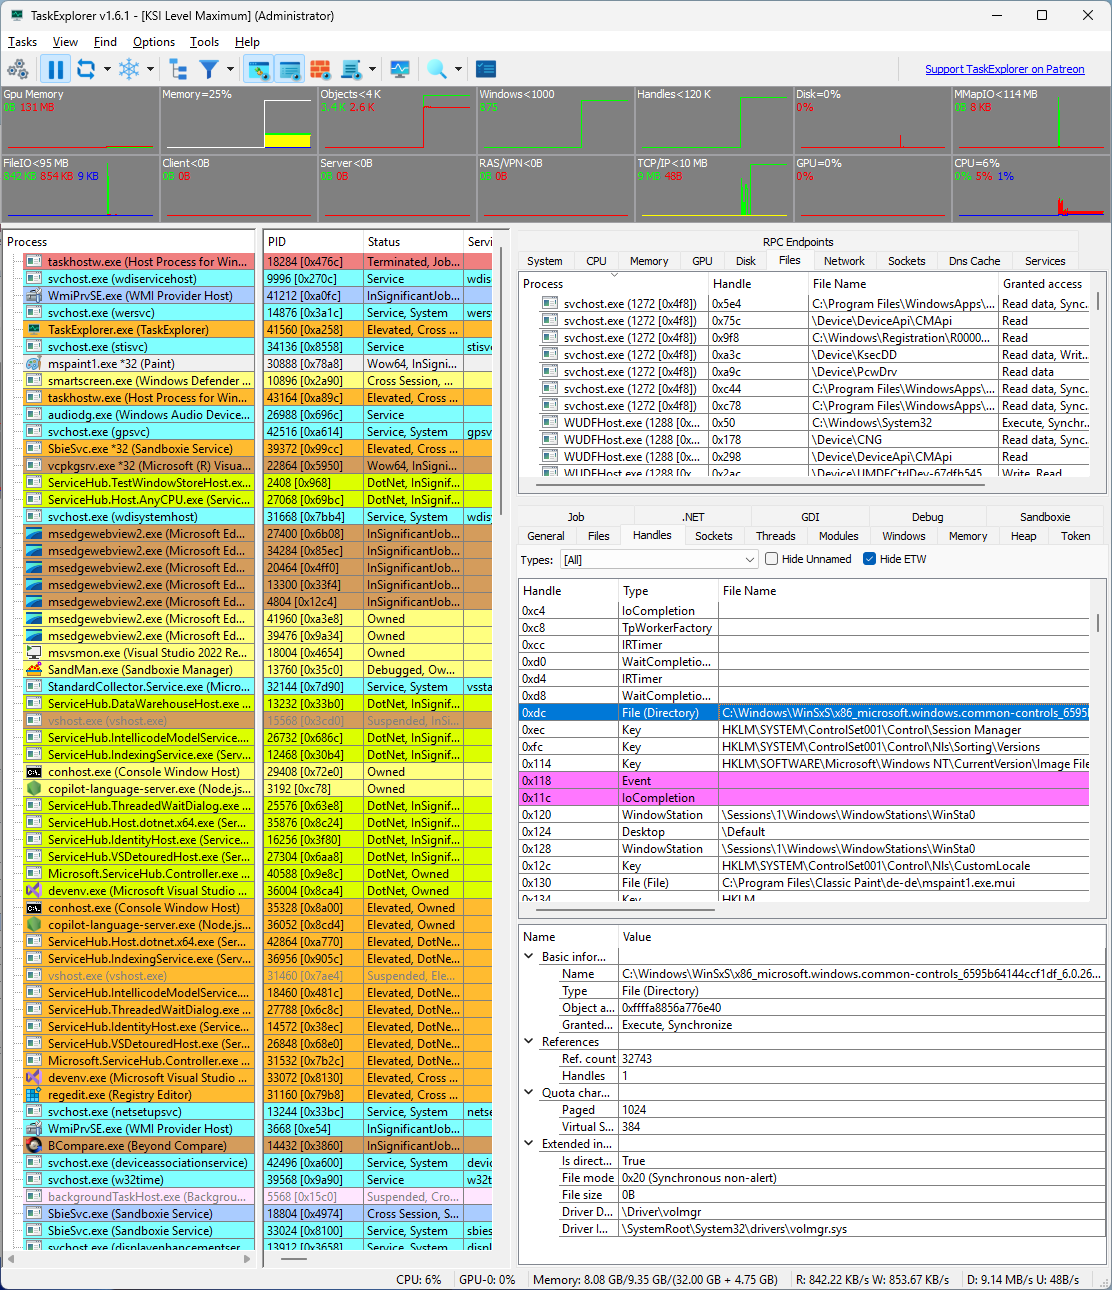 TaskExplorer v1.6.1 - [KSI Level Maximum] (Administrator)
Tasks View Find Options Tools Help
Support TaskExplorer on Patreon
Gpu Memory
0B 131 MB
Memory=25%
Objects<4 K
3.4 K 2.6 K
Windows<1000
875
Handles<120 K
Disk=0%
0%
MMapIO<114 MB
0B 8 KB
FileIO<95 MB
842 KB 854 KB 9 KB
Client<0B
0B 0B
Server<0B
0B 0B
RAS/VPN<0B
0B 0B
TCP/IP<10 MB
9 MB 48B
GPU=0%
0%
CPU=6%
0% 5% 1%
Process PID Status Servi
taskhostw.exe (Host Process for Win... 18284 [0x476c] Terminated, Job...
svchost.exe (wdiservicehost) 9996 [0x270c] Service wdis
WmiPrvSE.exe (WMI Provider Host) 41212 [0xa0fc] InSignificantJob...
svchost.exe (wersvc) 14876 [0x3a1c] Service, System wers
TaskExplorer.exe (TaskExplorer) 41560 [0xa258] Elevated, Cross ...
svchost.exe (stisvc) 34136 [0x8558] Service, System stisv
mspaint1.exe *32 (Paint) 30888 [0x78a8] Wow64, InSigni...
smartscreen.exe (Windows Defender ... 10896 [0x2a90] Cross Session, ...
taskhostw.exe (Host Process for Win... 43164 [0xa89c] Elevated, Cross ...
audiodg.exe (Windows Audio Device... 26988 [0x696c] Service
svchost.exe (gpsvc) 42516 [0xa614] Service, System gpsv
SbieSvc.exe *32 (Sandboxie Service) 39372 [0x99cc] Elevated, Cross ...
vcpkgsrv.exe *32 (Microsoft (R) Visua... 22864 [0x5950] Wow64, InSigni...
ServiceHub.TestWindowStoreHost.ex... 2408 [0x968] DotNet, InSignif...
ServiceHub.Host.AnyCPU.exe (Servic... 27068 [0x69bc] DotNet, InSignif...
svchost.exe (wdisystemhost) 31668 [0x7bb4] Service, System wdis
msedgewebview2.exe (Microsoft Ed... 27400 [0x6b08] InSignificantJob...
msedgewebview2.exe (Microsoft Ed... 34284 [0x85ec] InSignificantJob...
msedgewebview2.exe (Microsoft Ed... 20464 [0x4ff0] InSignificantJob...
msedgewebview2.exe (Microsoft Ed... 13300 [0x33f4] InSignificantJob...
msedgewebview2.exe (Microsoft Ed... 4804 [0x12c4] InSignificantJob...
msedgewebview2.exe (Microsoft Ed... 41960 [0xa3e8] Owned
msedgewebview2.exe (Microsoft Ed... 39476 [0x9a34] Owned
msvsmon.exe (Visual Studio 2022 Re... 18004 [0x4654] Owned
SandMan.exe (Sandboxie Manager) 13760 [0x35c0] Debugged, Ow...
StandardCollector.Service.exe (Micro... 32144 [0x7d90] Service, System vssta
ServiceHub.DataWarehouseHost.exe ... 13232 [0x33b0] DotNet, InSignif...
vshost.exe (vshost.exe) 15568 [0x3cd0] Suspended, InSi...
ServiceHub.IntellicodeModelService.... 26732 [0x686c] DotNet, InSignif...
ServiceHub.IndexingService.exe (Serv... 12468 [0x30b4] DotNet, InSignif...
conhost.exe (Console Window Host) 29408 [0x72e0] Owned
copilot-language-server.exe (Node.js... 3192 [0xc78] Owned
ServiceHub.ThreadedWaitDialog.exe ... 25576 [0x63e8] DotNet, InSignif...
ServiceHub.Host.dotnet.x64.exe (Ser... 35876 [0x8c24] DotNet, InSignif...
ServiceHub.IdentityHost.exe (Service... 16256 [0x3f80] DotNet, InSignif...
ServiceHub.VSDetouredHost.exe (Ser... 27304 [0x6aa8] DotNet, InSignif...
Microsoft.ServiceHub.Controller.exe ... 40588 [0x9e8c] DotNet, Owned
devenv.exe (Microsoft Visual Studio ... 36004 [0x8ca4] DotNet, Owned
conhost.exe (Console Window Host) 35328 [0x8a00] Elevated, Owned
copilot-language-server.exe (Node.js... 36052 [0x8cd4] Elevated, Owned
ServiceHub.Host.dotnet.x64.exe (Ser... 42864 [0xa770] Elevated, DotNe...
ServiceHub.IndexingService.exe (Serv... 36956 [0x905c] Elevated, DotNe...
vshost.exe (vshost.exe) 31460 [0x7ae4] Suspended, Ele...
ServiceHub.IntellicodeModelService.... 18460 [0x481c] Elevated, DotNe...
ServiceHub.ThreadedWaitDialog.exe ... 27788 [0x6c8c] Elevated, DotNe...
ServiceHub.IdentityHost.exe (Service... 14572 [0x38ec] Elevated, DotNe...
ServiceHub.VSDetouredHost.exe (Ser... 26848 [0x68e0] Elevated, DotNe...
Microsoft.ServiceHub.Controller.exe ... 31532 [0x7b2c] Elevated, DotNe...
devenv.exe (Microsoft Visual Studio ... 33072 [0x8130] Elevated, Cross ...
regedit.exe (Registry Editor) 31160 [0x79b8] Elevated, Cross ...
svchost.exe (netsetupsvc) 13244 [0x33bc] Service, System netse
WmiPrvSE.exe (WMI Provider Host) 3668 [0xe54] Service, System
BCompare.exe (Beyond Compare) 14432 [0x3860] InSignificantJob...
svchost.exe (deviceassociationservice) 42496 [0xa600] Service, System devic
svchost.exe (w32time) 39568 [0x9a90] Service w32t
backgroundTaskHost.exe (Backgrou... 5568 [0x15c0] Suspended, Cro...
SbieSvc.exe (Sandboxie Service) 18804 [0x4974] Cross Session, S...
SbieSvc.exe (Sandboxie Service) 33024 [0x8100] Service, System sbies
svchost.exe (displayenhancementser... 13912 [0x3658] Service, System displ
RPC Endpoints
System CPU Memory GPU Disk Files Network Sockets Dns Cache Services
Process Handle File Name Granted access
svchost.exe (1272 [0x4f8]) 0x5e4 C:\Program Files\WindowsApps\... Read data, Sync...
svchost.exe (1272 [0x4f8]) 0x75c \Device\DeviceApi\CMApi Read
svchost.exe (1272 [0x4f8]) 0x9f8 C:\Windows\Registration\R0000... Read
svchost.exe (1272 [0x4f8]) 0xa3c \Device\KsecDD Read data, Writ...
svchost.exe (1272 [0x4f8]) 0xa9c \Device\PcwDrv Read data
svchost.exe (1272 [0x4f8]) 0xc44 C:\Program Files\WindowsApps\... Read data, Sync...
svchost.exe (1272 [0x4f8]) 0xc78 C:\Program Files\WindowsApps\... Read data, Sync...
WUDFHost.exe (1288 [0x... 0x50 C:\Windows\System32 Execute, Synchr...
WUDFHost.exe (1288 [0x... 0x178 \Device\CNG Read data, Sync...
WUDFHost.exe (1288 [0x... 0x298 \Device\DeviceApi\CMApi Read
WUDFHost.exe (1288 [0x... 0x2ac \Device\UMDFCtrlDev-67dfb545... Write, Read
Job .NET GDI Debug Sandboxie
General Files Handles Sockets Threads Modules Windows Memory Heap Token
Types: [All] Hide Unnamed Hide ETW
Handle Type File Name
0xc4 IoCompletion
0xc8 TpWorkerFactory
0xcc IRTimer
0xd0 WaitCompletio...
0xd4 IRTimer
0xd8 WaitCompletio...
0xdc File (Directory) C:\Windows\WinSxS\x86_microsoft.windows.common-controls_6595b
0xec Key HKLM\SYSTEM\ControlSet001\Control\Session Manager
0xfc Key HKLM\SYSTEM\ControlSet001\Control\Nls\Sorting\Versions
0x114 Key HKLM\SOFTWARE\Microsoft\Windows NT\CurrentVersion\Image File
0x118 Event
0x11c IoCompletion
0x120 WindowStation \Sessions\1\Windows\WindowStations\WinSta0
0x124 Desktop \Default
0x128 WindowStation \Sessions\1\Windows\WindowStations\WinSta0
0x12c Key HKLM\SYSTEM\ControlSet001\Control\Nls\CustomLocale
0x130 File (File) C:\Program Files\Classic Paint\de-de\mspaint1.exe.mui
0x134 Key HKLM
Name Value
Basic infor...
Name C:\Windows\WinSxS\x86_microsoft.windows.common-controls_6595b64144ccf1df_6.0.26...
Type File (Directory)
Object a... 0xffffa8856a776e40
Granted... Execute, Synchronize
References
Ref. count 32743
Handles 1
Quota char...
Paged 1024
Virtual S... 384
Extended in...
Is direct... True
File mode 0x20 (Synchronous non-alert)
File size 0B
Driver D... \Driver\volmgr
Driver I... \SystemRoot\System32\drivers\volmgr.sys
CPU: 6% GPU-0: 0% Memory: 8.08 GB/9.35 GB/(32.00 GB + 4.75 GB) R: 842.22 KB/s W: 853.67 KB/s D: 9.14 MB/s U: 48B/s